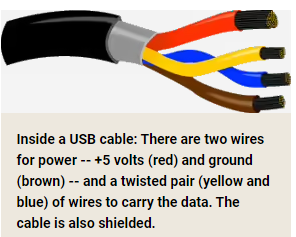 Inside a USB cable: There are two wires
for power -- +5 volts (red) and ground
(brown) -- and a twisted pair (yellow and
blue) of wires to carry the data. The
cable is also shielded.